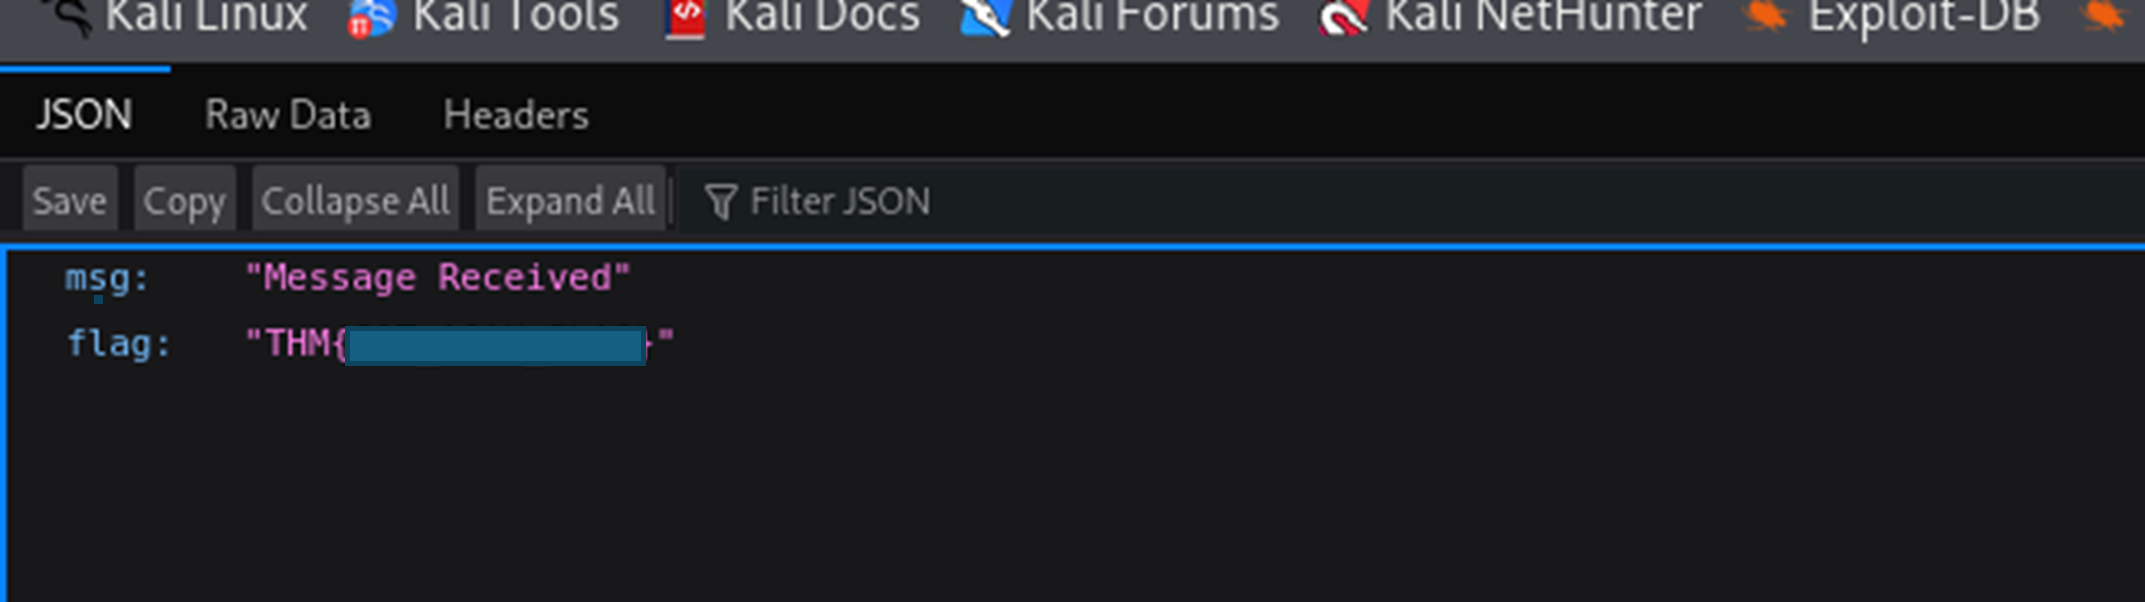 Kali Linux Kali Tools Kali Docs Kali Forums Kali NetHunter Exploit-DB
JSON Raw Data Headers
Save Copy Collapse All Expand All Filter JSON
msg: "Message Received"
flag: "THM{ }"